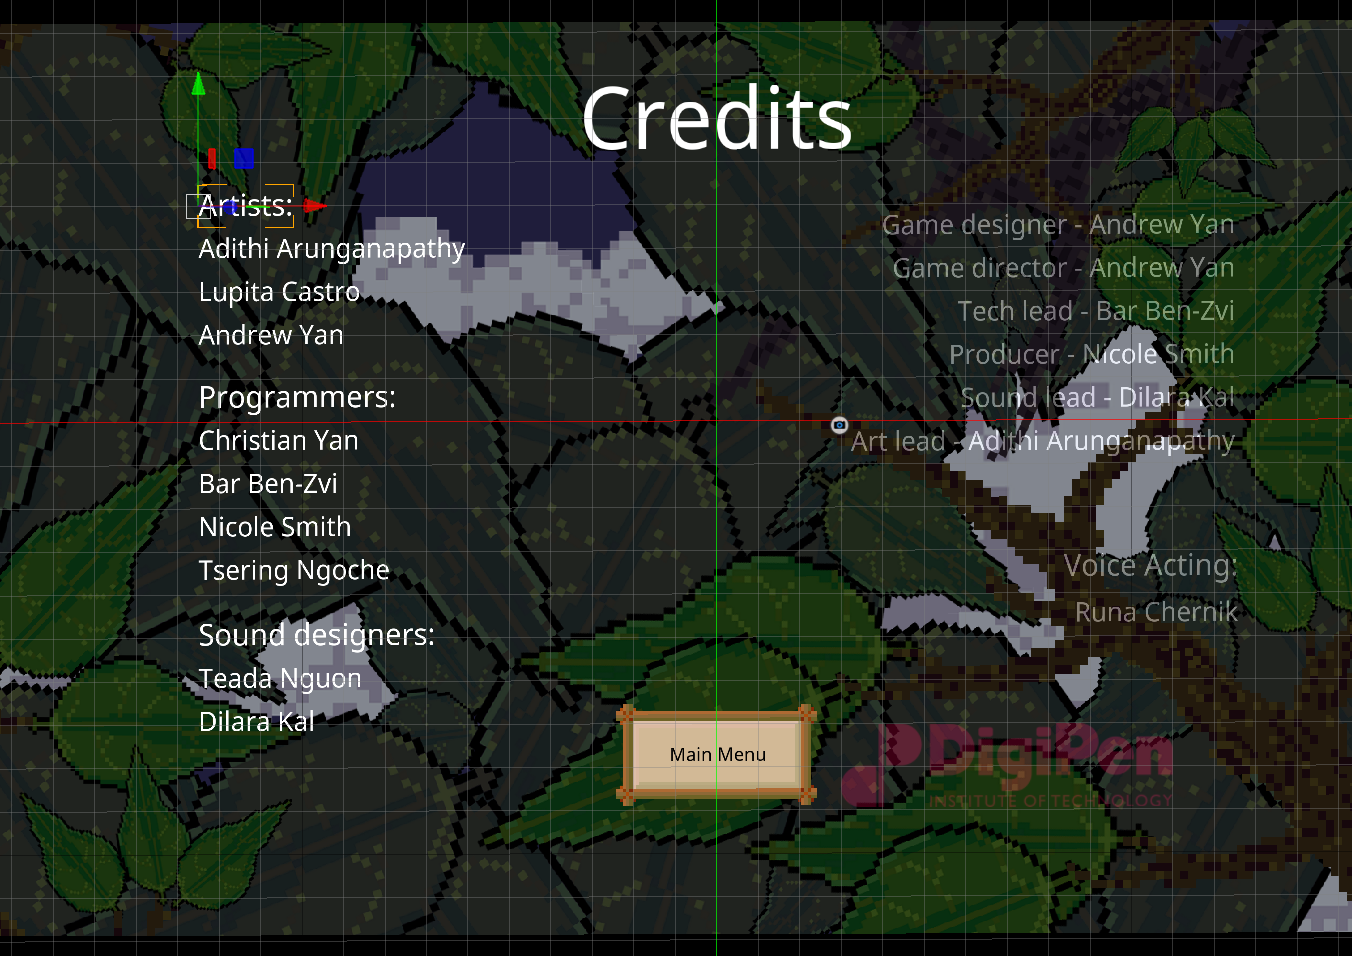 Credits
Artists:
Adithi Arunganapathy
Lupita Castro
Andrew Yan
Programmers:
Christian Yan
Bar Ben-Zvi
Nicole Smith
Tsering Ngoche
Sound designers:
Teada Nguon
Dilara Kal
Game designer - Andrew Yan
Game director - Andrew Yan
Tech lead - Bar Ben-Zvi
Producer - Nicole Smith
Sound lead - Dilara Kal
Art lead - Adithi Arunganapathy
Voice Acting:
Runa Chernik
Main Menu
DigiPen
INSTITUTE OF TECHNOLOGY